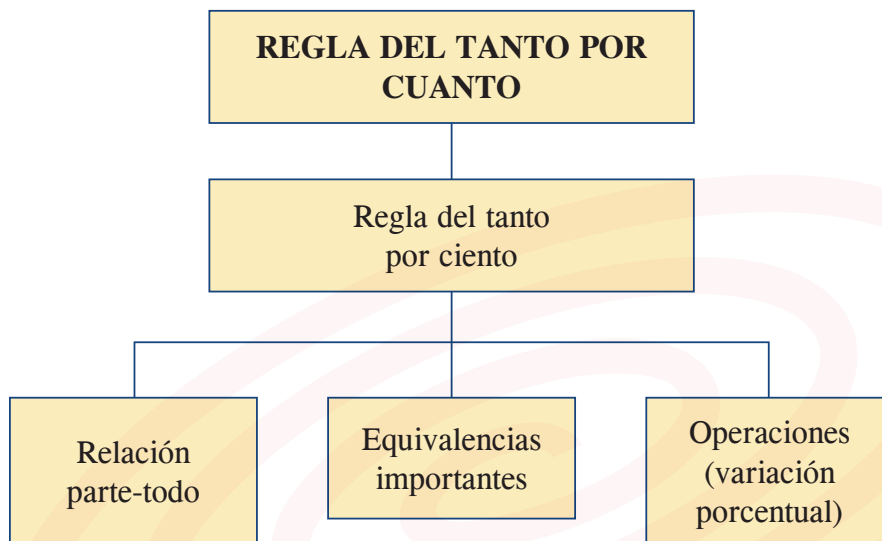 REGLA DEL TANTO POR
CUANTO
Regla del tanto
por ciento
Relación
parte-todo
Equivalencias
importantes
Operaciones
(variación
porcentual)